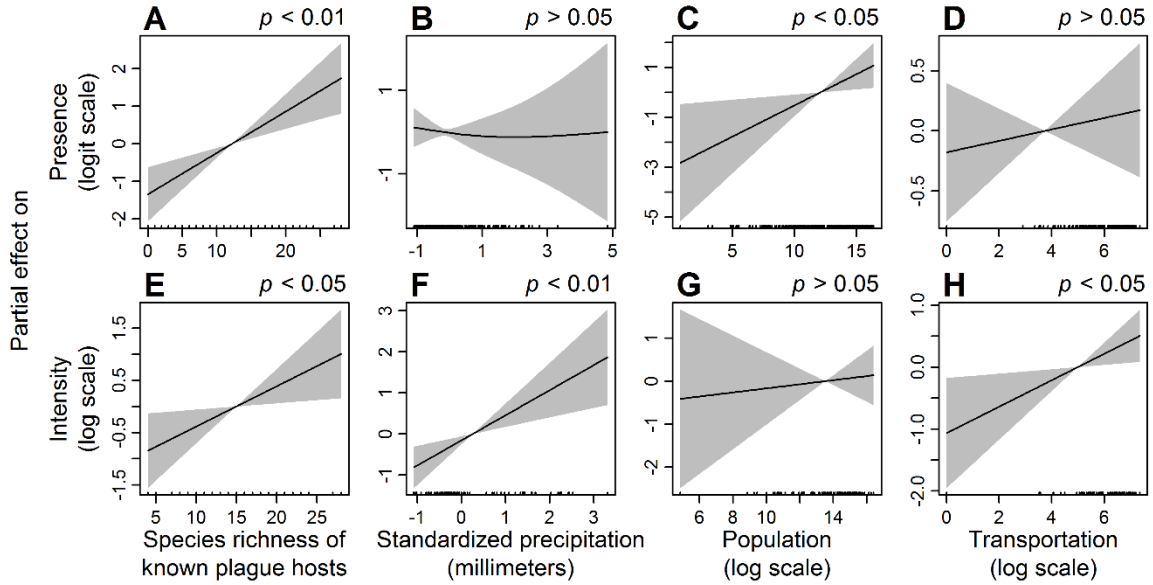 A p < 0.01 B p > 0.05 C p < 0.05 D p > 0.05
Partial effect on
Presence
(logit scale)
2
1
0
-1
-2
1
-1
1
-1
-3
-5
0.5
0.0
-0.5
0 10 20
-1 1 3 5
5 10 15
0 2 4 6
E p < 0.05 F p < 0.01 G p > 0.05 H p < 0.05
Intensity
(log scale)
1.5
0.5
-0.5
-1.5
3
2
1
0
-1
1
0
-1
-2
1.0
0.0
-1.0
-2.0
5 10 15 20 25
-1 0 1 2 3
6 8 10 12 14 16
0 2 4 6
Species richness of Standardized precipitation Population Transportation
known plague hosts (millimeters) (log scale) (log scale)